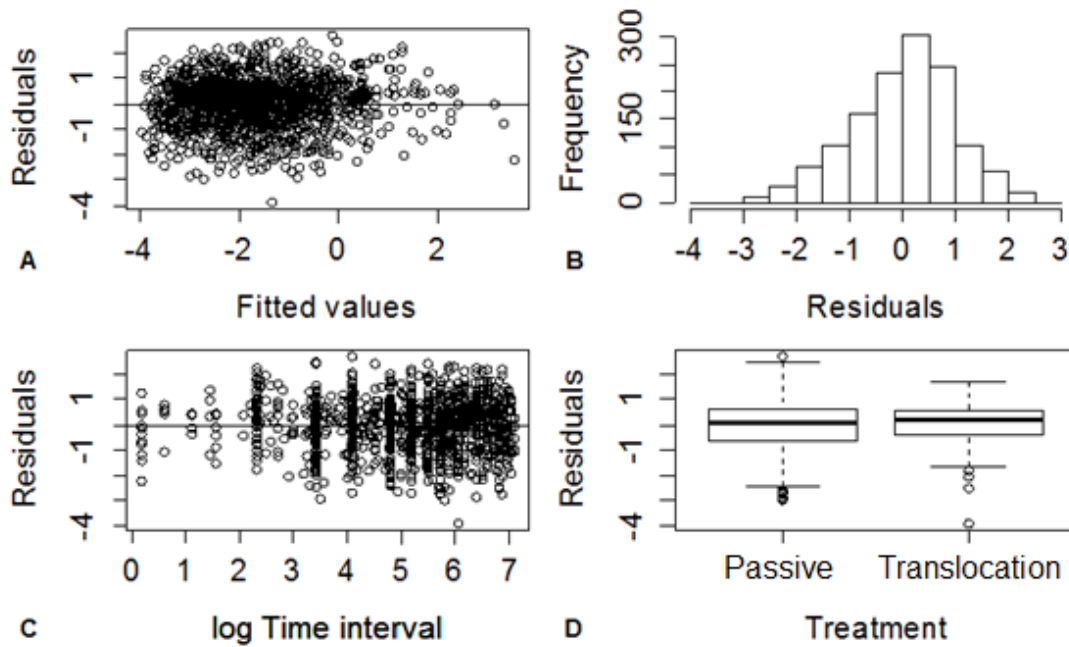 Residuals
1
-1
-4
-4 -2 0 2
A
Fitted values
Frequency
300
150
0
-4 -3 -2 -1 0 1 2 3
B
Residuals
Residuals
1
-1
-4
0 1 2 3 4 5 6 7
C
log Time interval
Residuals
1
-1
-4
Passive Translocation
D
Treatment